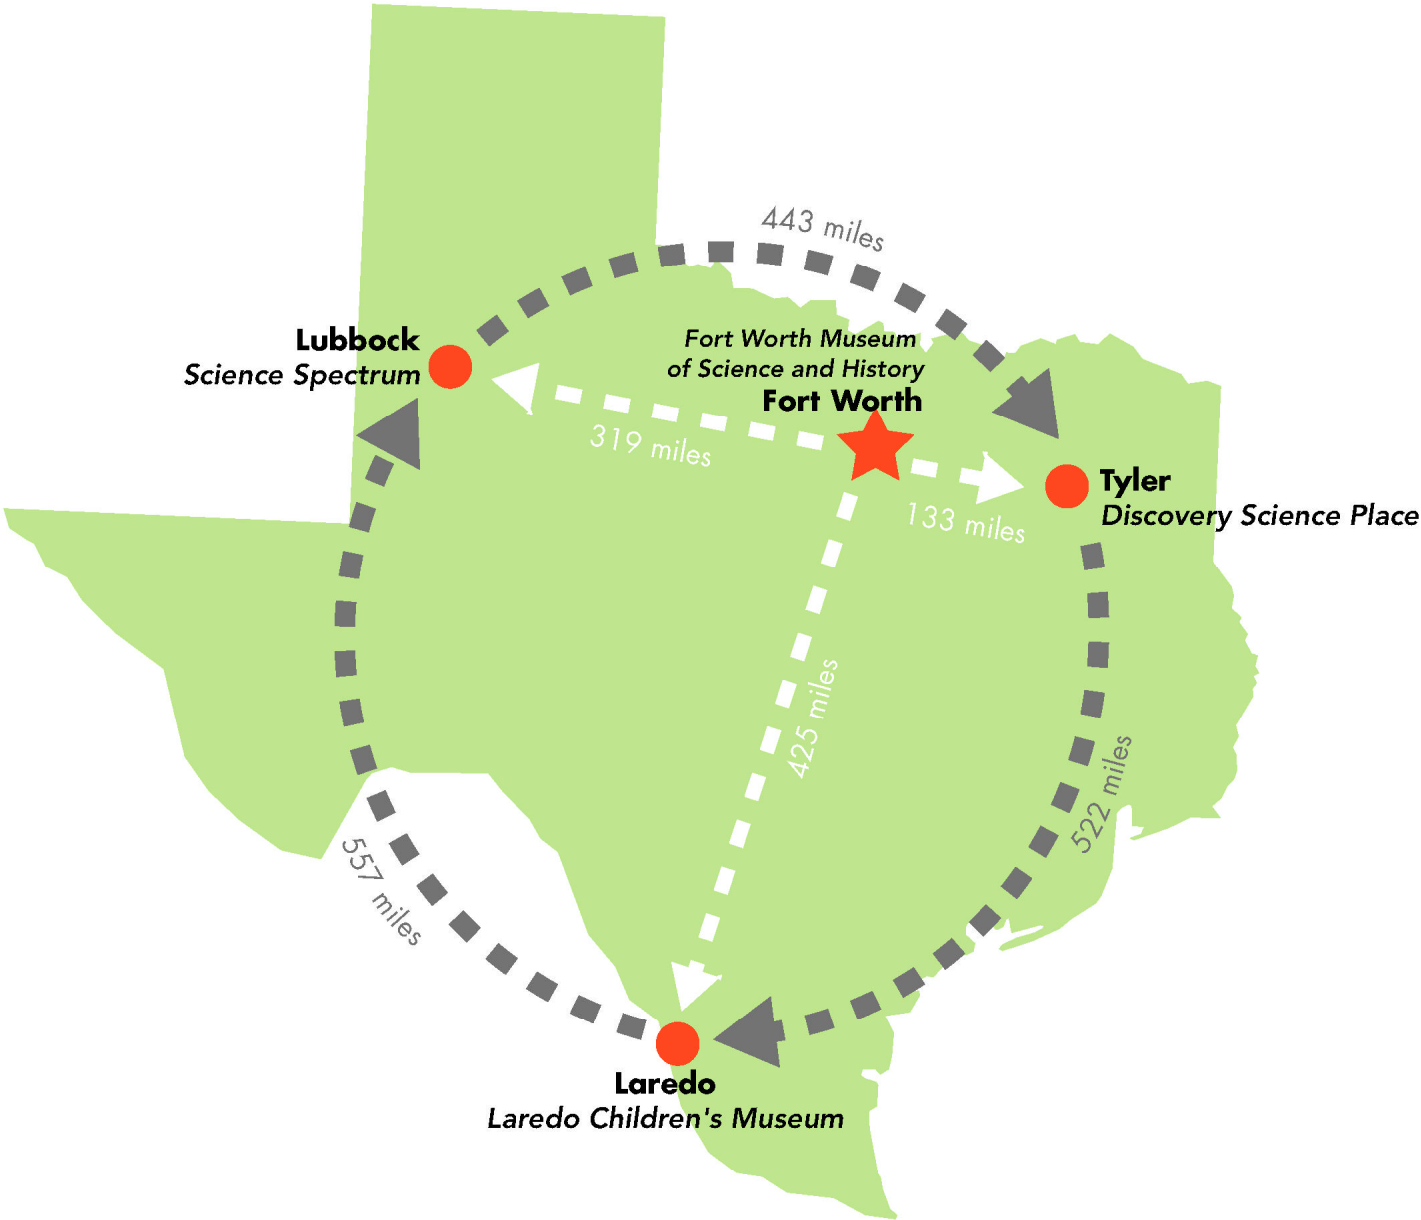 443 miles
Lubbock
Science Spectrum
Fort Worth Museum
of Science and History
Fort Worth
319 miles
133 miles
Tyler
Discovery Science Place
425 miles
522 miles
557 miles
Laredo
Laredo Children's Museum